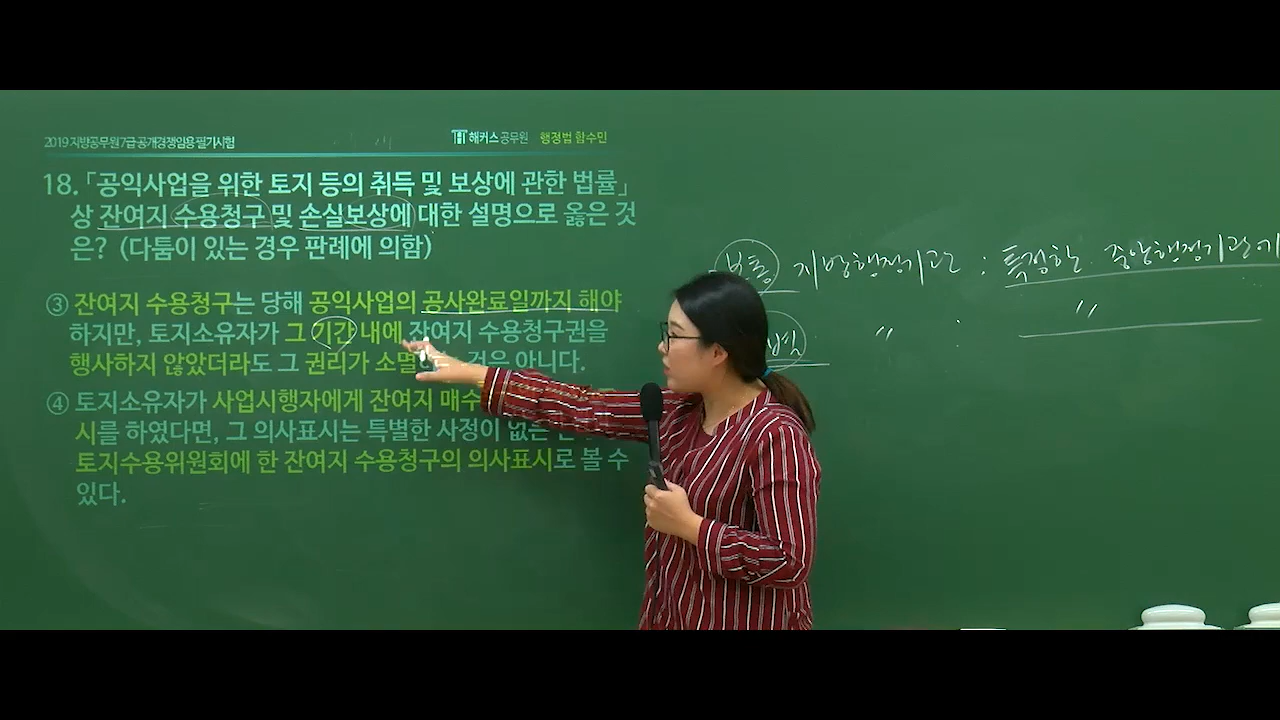 2019 지방공무원 7급 공개경쟁임용 필기시험
해커스공무원 행정법 함수민
18. 「공익사업을 위한 토지 등의 취득 및 보상에 관한 법률」
상 잔여지 수용청구 및 손실보상에 대한 설명으로 옳은 것
은? (다툼이 있는 경우 판례에 의함)
③ 잔여지 수용청구는 당해 공익사업의 공사완료일까지 해야
하지만, 토지소유자가 그 기간 내에 잔여지 수용청구권을
행사하지 않았더라도 그 권리가 소멸 것은 아니다.
④ 토지소유자가 사업시행자에게 잔여지 매수
시를 하였다면, 그 의사표시는 특별한 사정이 없는
토지수용위원회에 한 잔여지 수용청구의 의사표시로 볼 수
있다.
보통 지방행정기관 : 특정한 중앙행정기관에
〃 : 〃